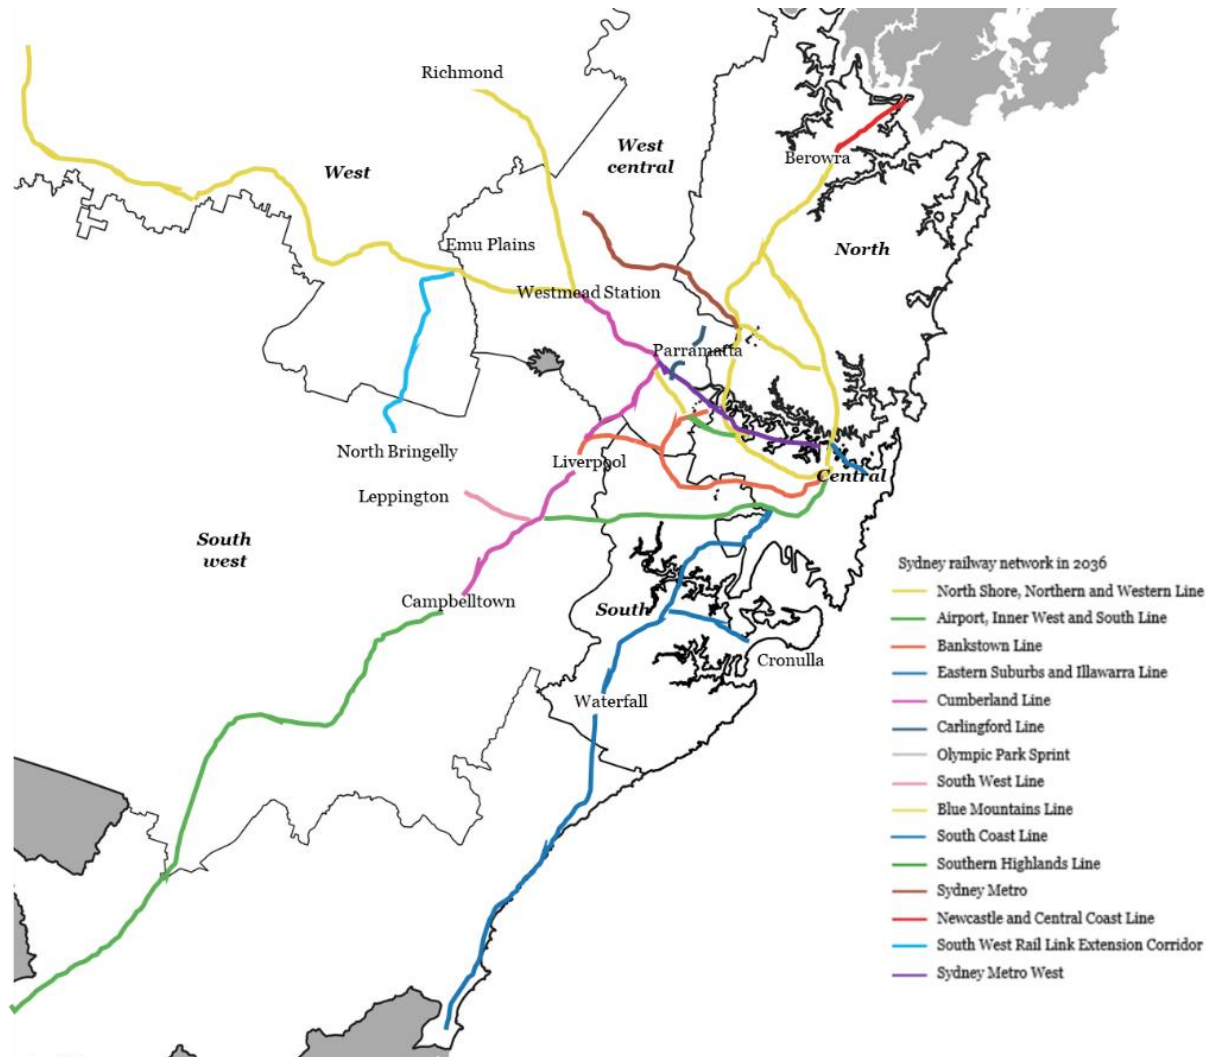 Richmond
West
central
Berowra
West
North
Emu Plains
Westmead Station
Parramatta
North Bringelly
Liverpool
Central
Leppington
South
west
Campbelltown
South
Cronulla
Waterfall
Sydney railway network in 2036
North Shore, Northern and Western Line
Airport, Inner West and South Line
Bankstown Line
Eastern Suburbs and Illawarra Line
Cumberland Line
Carlingford Line
Olympic Park Sprint
South West Line
Blue Mountains Line
South Coast Line
Southern Highlands Line
Sydney Metro
Newcastle and Central Coast Line
South West Rail Link Extension Corridor
Sydney Metro West